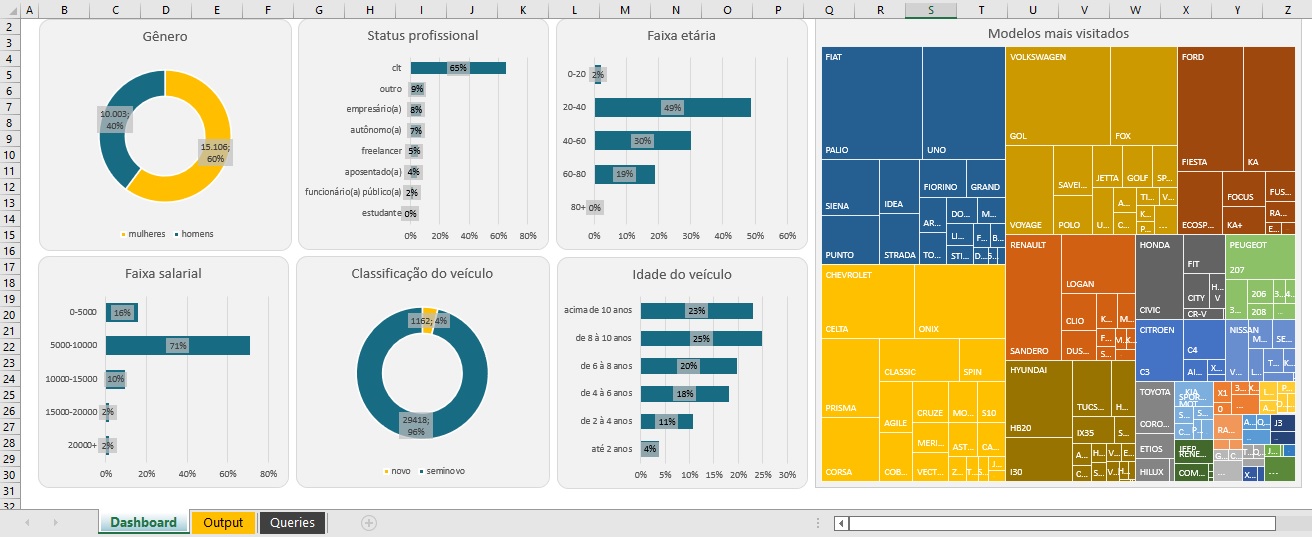 A B C D E F G H I J K L M N O P Q R S T U V W X Y Z
2
3
4
5
6
7
8
9
10
11
12
13
14
15
16
17
18
19
20
21
22
23
24
25
26
27
28
29
30
31
32
Gênero
10.003;
40%
15.106;
60%
mulheres homens
Status profissional
clt 65%
outro 9%
empresário(a) 8%
autônomo(a) 7%
freelancer 5%
aposentado(a) 4%
funcionário(a) público(a) 2%
estudante 0%
0% 20% 40% 60% 80%
Faixa etária
0-20 2%
20-40 49%
40-60 30%
60-80 19%
80+ 0%
0% 10% 20% 30% 40% 50% 60%
Faixa salarial
0-5000 16%
5000-10000 71%
10000-15000 10%
15000-20000 2%
20000+ 2%
0% 20% 40% 60% 80%
Classificação do veículo
1162; 4%
29418;
96%
novo seminovo
Idade do veículo
acima de 10 anos 23%
de 8 à 10 anos 25%
de 6 à 8 anos 20%
de 4 à 6 anos 18%
de 2 à 4 anos 11%
até 2 anos 4%
0% 5% 10% 15% 20% 25% 30%
Modelos mais visitados
FIAT
PALIO UNO
SIENA IDEA FIORINO GRAND
AR... DO... M...
U... F... B...
PUNTO STRADA TO... STI... D... S...
CHEVROLET
CELTA ONIX
CLASSIC SPIN
PRISMA
AGILE CRUZE MO... S10
MERI... AST... CA...
CORSA COB... VECT... Z... T... S... J...
VOLKSWAGEN
GOL FOX
SAVEI... JETTA GOLF SP...
A... TI... V...
K...
VOYAGE POLO U... C... P... ...
FORD
FIESTA KA
FOCUS FUS...
RA...
ECOSP... KA+ E...
RENAULT
LOGAN
CLIO K... M...
F... M... K...
SANDERO DUS... S...
HONDA
FIT
CITY H...
V
CIVIC CR-V
PEUGEOT
207
206 3... 4...
3... 208
HYUNDAI
TUCS... H...
HB20 IX35 S...
A... H... V... E...
I30 C... S... V... H...
CITROEN
C4
C3 AI... X...
NISSAN
M... SE...
T... K...
V... L...
TOYOTA
CORO...
ETIOS
HILUX
KIA
MOT
SPOR...
S...
C... P...
JEEP
RENE...
COM...
X1 3... K...
0 ...
RA...
G... C...
...
L... P...
A... O...
A... Q... J3
T... Q...
J...
X... ...
Dashboard Output Queries